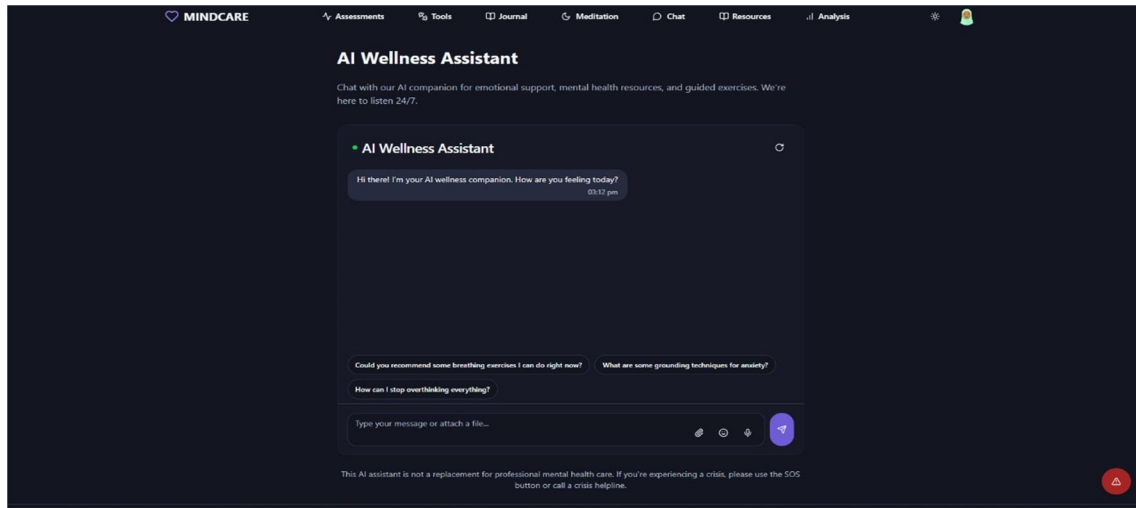 MINDCARE
Assessments
Tools
Journal
Meditation
Chat
Resources
Analysis
AI Wellness Assistant
Chat with our AI companion for emotional support, mental health resources, and guided exercises. We're
here to listen 24/7.
AI Wellness Assistant
Hi there! I'm your AI wellness companion. How are you feeling today?
03:12 pm
Could you recommend some breathing exercises I can do right now?
What are some grounding techniques for anxiety?
How can I stop overthinking everything?
Type your message or attach a file...
This AI assistant is not a replacement for professional mental health care. If you're experiencing a crisis, please use the SOS
button or call a crisis helpline.